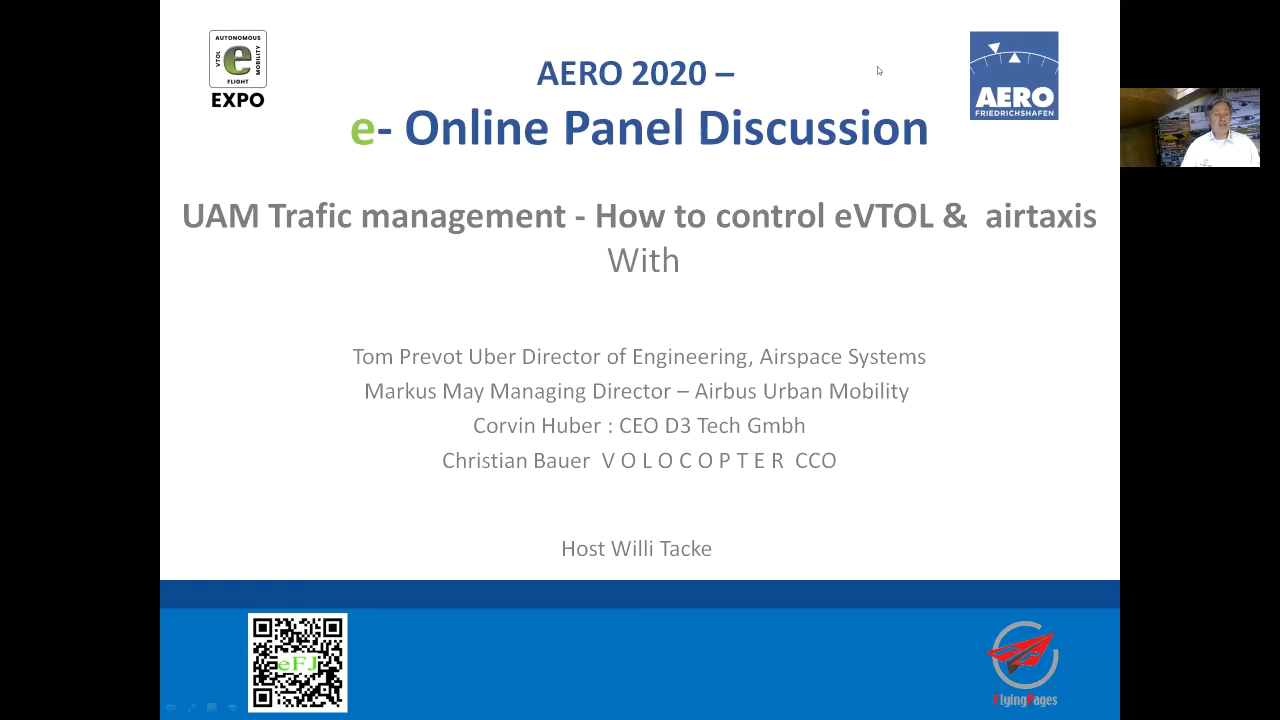 AUTONOMOUS
VTOL
e
MOBILITY
FLIGHT
EXPO
AERO 2020 –
e- Online Panel Discussion
AERO
FRIEDRICHSHAFEN
UAM Trafic management - How to control eVTOL & airtaxis
With
Tom Prevot Uber Director of Engineering, Airspace Systems
Markus May Managing Director – Airbus Urban Mobility
Corvin Huber : CEO D3 Tech Gmbh
Christian Bauer V O L O C O P T E R CCO
Host Willi Tacke
eFJ
FlyingPages